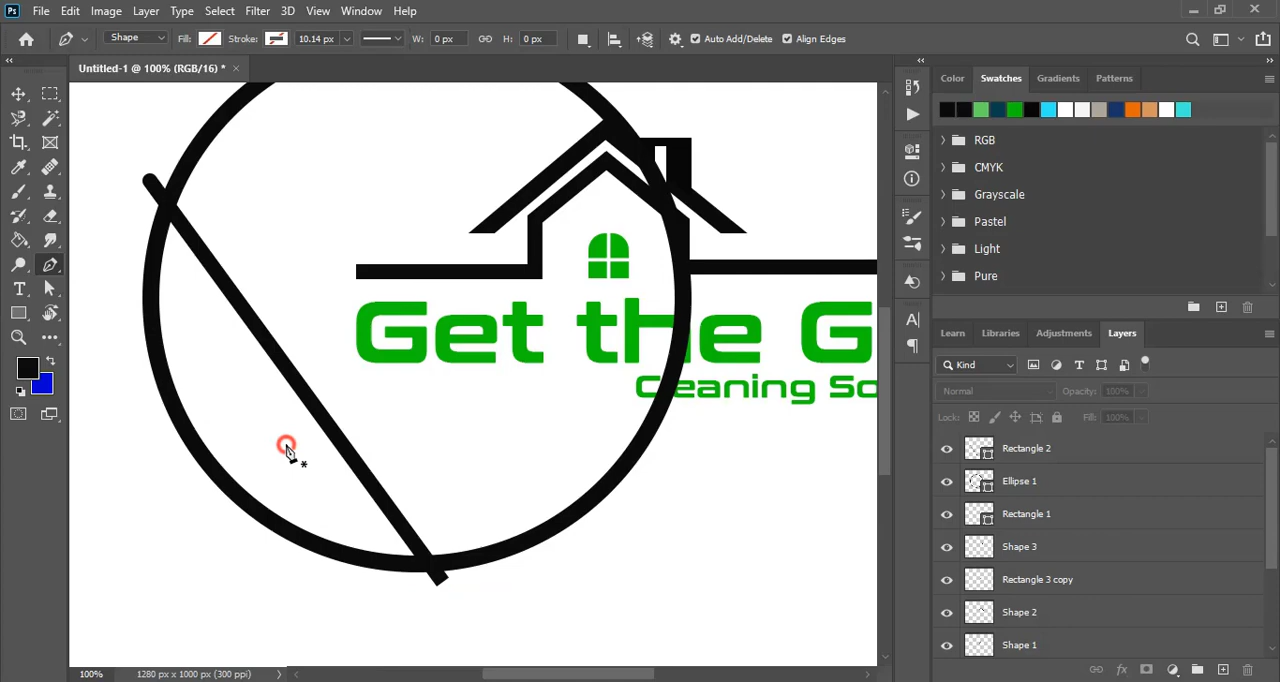 Ps File Edit Image Layer Type Select Filter 3D View Window Help
Shape Fill: Stroke: 10.14 px W: 0 px H: 0 px Auto Add/Delete Align Edges
Untitled-1 @ 100% (RGB/16) * ×
Color Swatches Gradients Patterns
RGB
CMYK
Grayscale
Pastel
Light
Pure
Get the G
Cleaning So
Learn Libraries Adjustments Layers
Kind
Normal Opacity: 100%
Lock: Fill: 100%
Rectangle 2
Ellipse 1
Rectangle 1
Shape 3
Rectangle 3 copy
Shape 2
Shape 1
100% 1280 px x 1000 px (300 ppi)